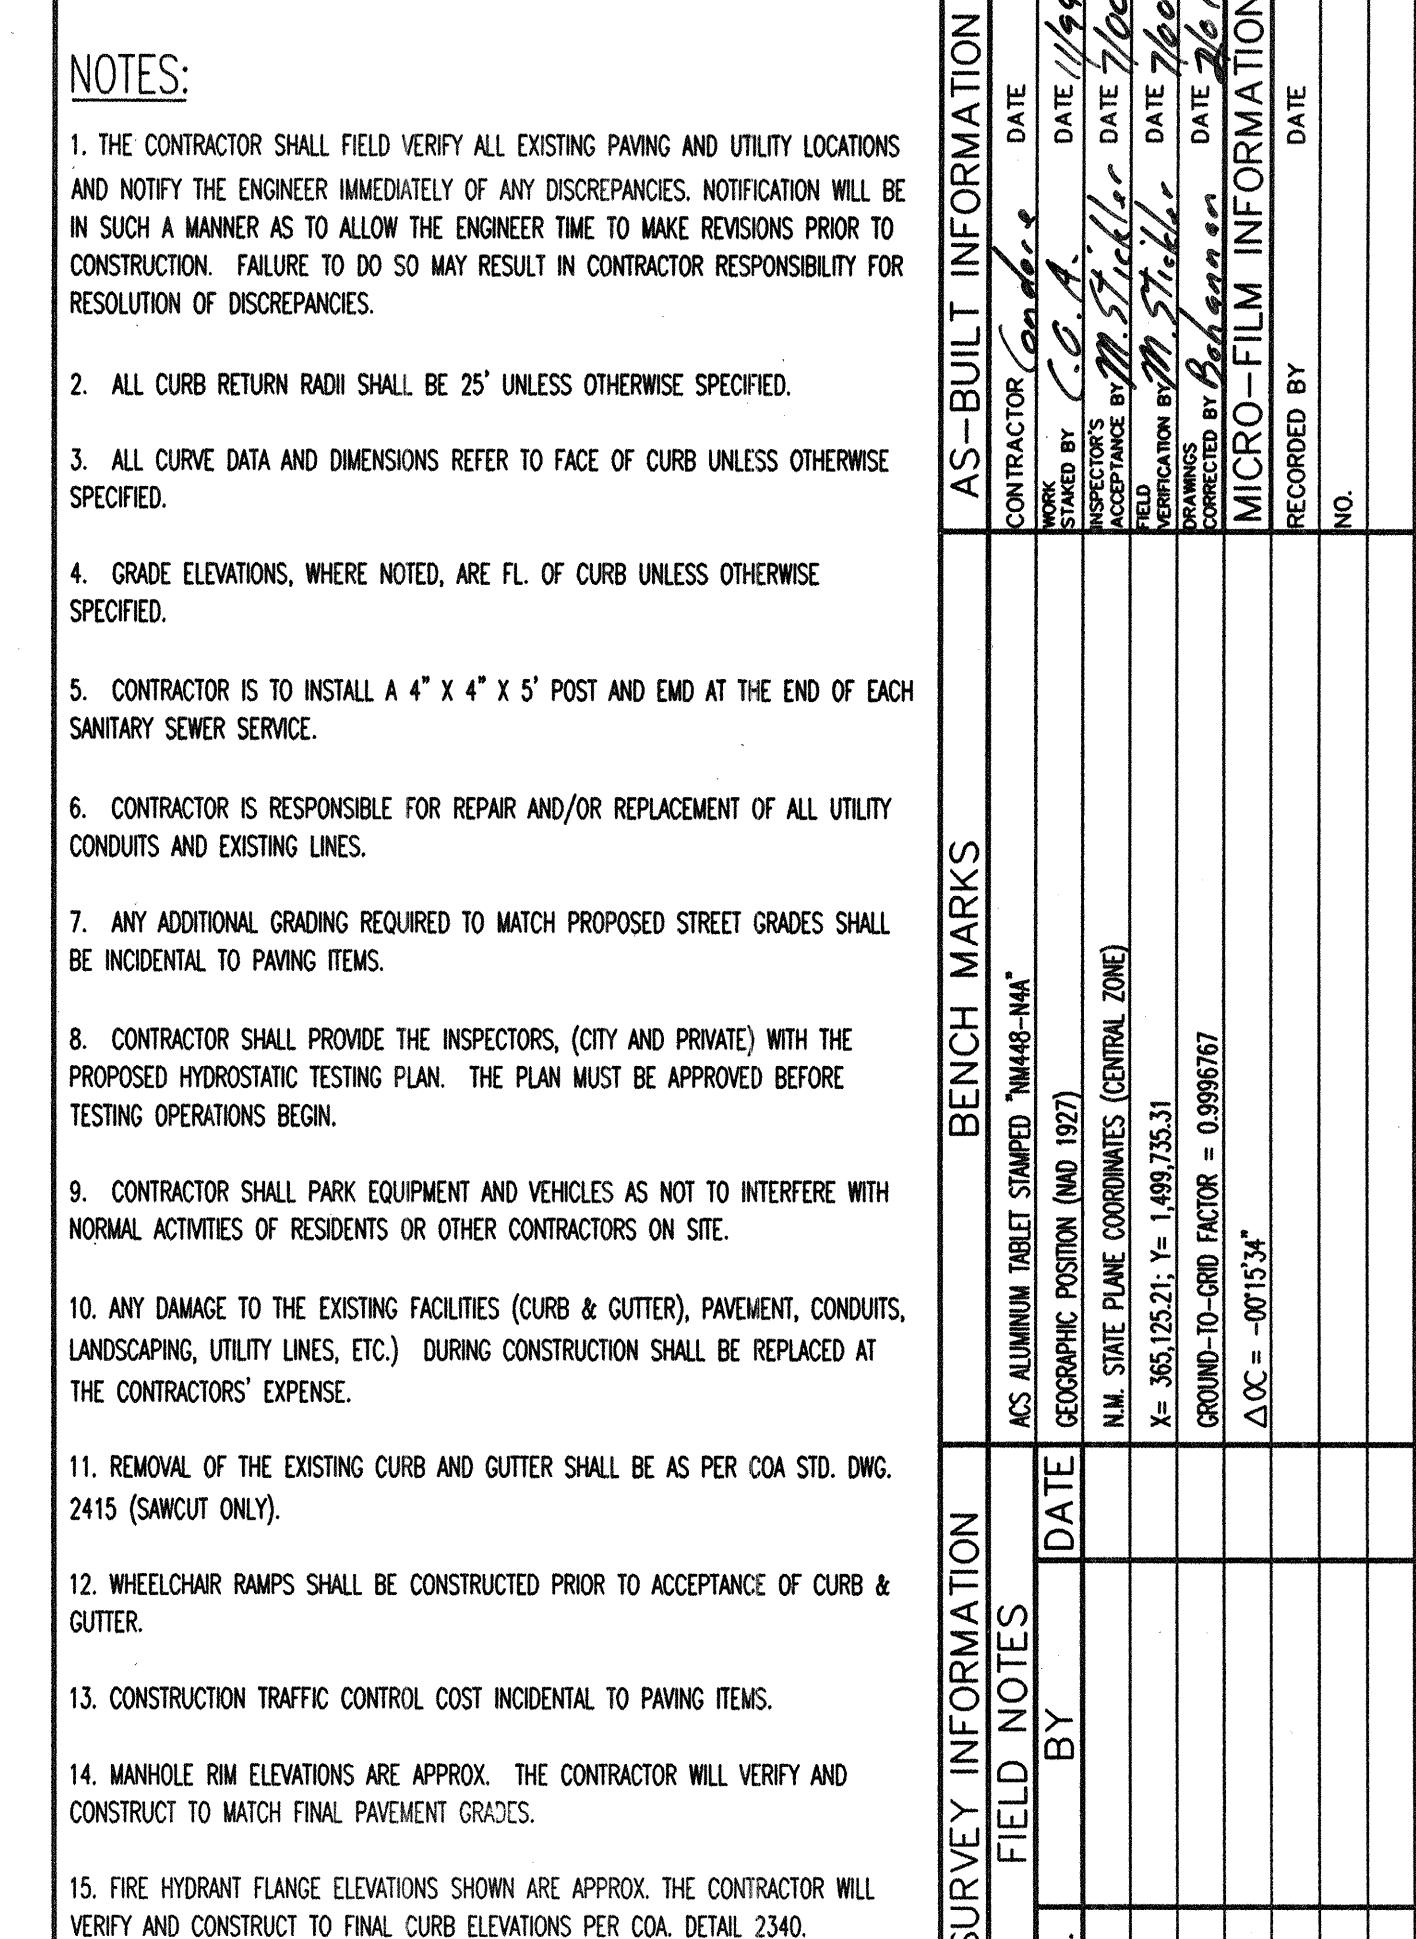 NOTES:
1. THE CONTRACTOR SHALL FIELD VERIFY ALL EXISTING PAVING AND UTILITY LOCATIONS
AND NOTIFY THE ENGINEER IMMEDIATELY OF ANY DISCREPANCIES. NOTIFICATION WILL BE
IN SUCH A MANNER AS TO ALLOW THE ENGINEER TIME TO MAKE REVISIONS PRIOR TO
CONSTRUCTION. FAILURE TO DO SO MAY RESULT IN CONTRACTOR RESPONSIBILITY FOR
RESOLUTION OF DISCREPANCIES.
2. ALL CURB RETURN RADII SHALL BE 25' UNLESS OTHERWISE SPECIFIED.
3. ALL CURVE DATA AND DIMENSIONS REFER TO FACE OF CURB UNLESS OTHERWISE
SPECIFIED.
4. GRADE ELEVATIONS, WHERE NOTED, ARE FL. OF CURB UNLESS OTHERWISE
SPECIFIED.
5. CONTRACTOR IS TO INSTALL A 4" X 4" X 5' POST AND EMD AT THE END OF EACH
SANITARY SEWER SERVICE.
6. CONTRACTOR IS RESPONSIBLE FOR REPAIR AND/OR REPLACEMENT OF ALL UTILITY
CONDUITS AND EXISTING LINES.
7. ANY ADDITIONAL GRADING REQUIRED TO MATCH PROPOSED STREET GRADES SHALL
BE INCIDENTAL TO PAVING ITEMS.
8. CONTRACTOR SHALL PROVIDE THE INSPECTORS, (CITY AND PRIVATE) WITH THE
PROPOSED HYDROSTATIC TESTING PLAN. THE PLAN MUST BE APPROVED BEFORE
TESTING OPERATIONS BEGIN.
9. CONTRACTOR SHALL PARK EQUIPMENT AND VEHICLES AS NOT TO INTERFERE WITH
NORMAL ACTIVITIES OF RESIDENTS OR OTHER CONTRACTORS ON SITE.
10. ANY DAMAGE TO THE EXISTING FACILITIES (CURB & GUTTER), PAVEMENT, CONDUITS,
LANDSCAPING, UTILITY LINES, ETC.) DURING CONSTRUCTION SHALL BE REPLACED AT
THE CONTRACTORS' EXPENSE.
11. REMOVAL OF THE EXISTING CURB AND GUTTER SHALL BE AS PER COA STD. DWG.
2415 (SAWCUT ONLY).
12. WHEELCHAIR RAMPS SHALL BE CONSTRUCTED PRIOR TO ACCEPTANCE OF CURB &
GUTTER.
13. CONSTRUCTION TRAFFIC CONTROL COST INCIDENTAL TO PAVING ITEMS.
14. MANHOLE RIM ELEVATIONS ARE APPROX. THE CONTRACTOR WILL VERIFY AND
CONSTRUCT TO MATCH FINAL PAVEMENT GRADES.
15. FIRE HYDRANT FLANGE ELEVATIONS SHOWN ARE APPROX. THE CONTRACTOR WILL
VERIFY AND CONSTRUCT TO FINAL CURB ELEVATIONS PER COA. DETAIL 2340.
AS-BUILT INFORMATION
CONTRACTOR DATE
WORK
STAKED BY C.O.A. DATE 11/99
INSPECTOR'S
ACCEPTANCE BY M. Stickler DATE 7/00
FIELD
VERIFICATION BY M. Stickler DATE 7/00
DRAWINGS
CORRECTED BY Bohannon DATE
MICRO-FILM INFORMATION
RECORDED BY DATE
NO.
BENCH MARKS
ACS ALUMINUM TABLET STAMPED "NM448-N4A"
GEOGRAPHIC POSITION (NAD 1927)
N.M. STATE PLANE COORDINATES (CENTRAL ZONE)
X= 365,125.21; Y= 1,499,735.31
GROUND-TO-GRID FACTOR = 0.9996767
Δ OC = -00°15'34"
SURVEY INFORMATION
FIELD NOTES
BY DATE